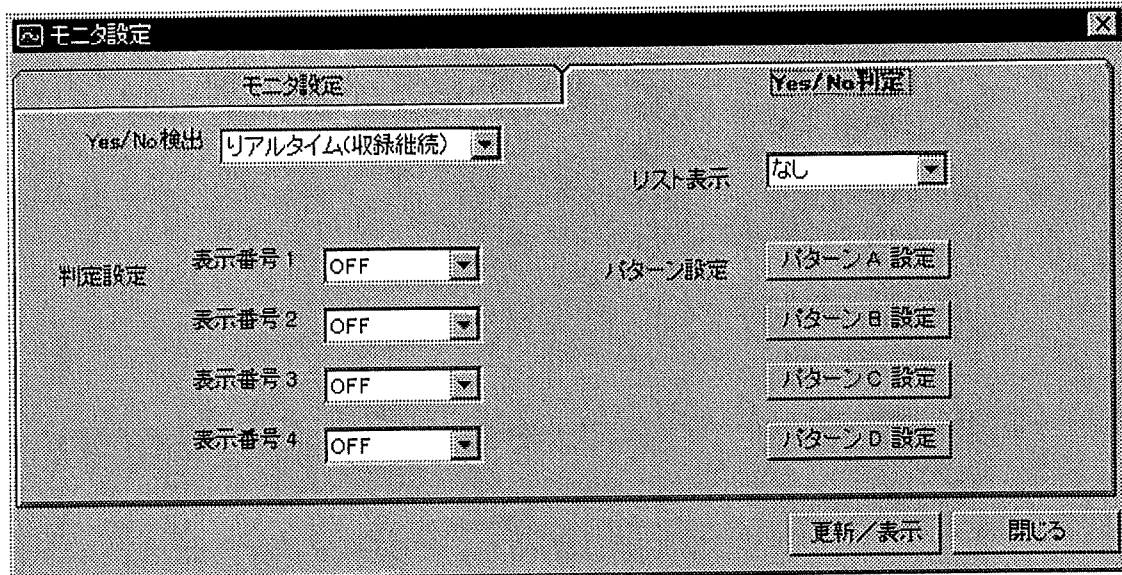 モニタ設定
モニタ設定
Yes/No判定
Yes/No検出 リアルタイム(収録継続)
リスト表示 なし
判定設定
表示番号1 OFF
表示番号2 OFF
表示番号3 OFF
表示番号4 OFF
パターン設定
パターンA 設定
パターンB 設定
パターンC 設定
パターンD 設定
更新/表示
閉じる